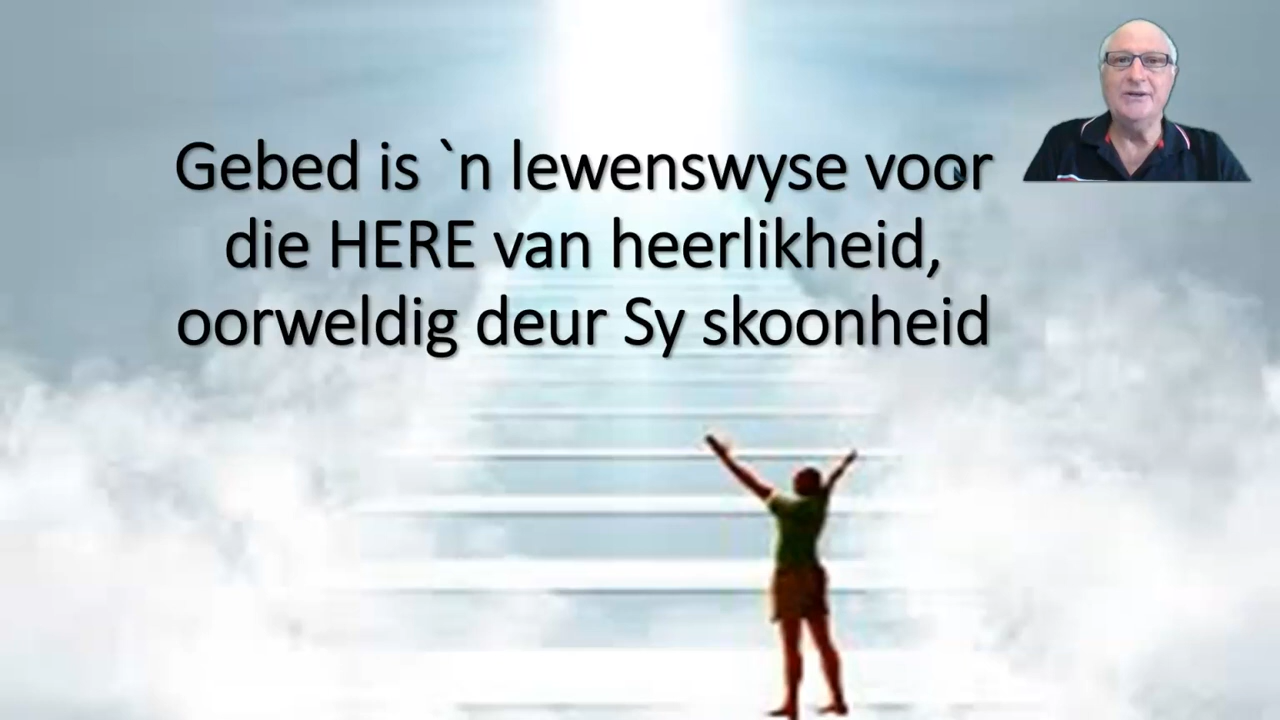 Gebed is `n lewenswyse voor
die HERE van heerlikheid,
oorweldig deur Sy skoonheid